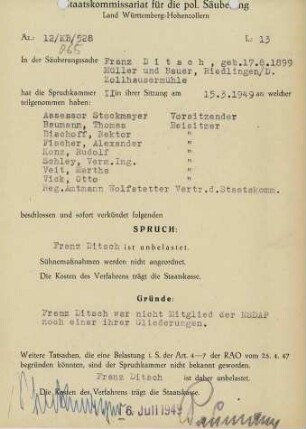 Staatskommissariat für die pol. Säuberung
Land Württemberg-Hohenzollern
Az.: 12/KB/528 L: 13
065
In der Säuberungssache Franz Ditsch, geb.17.8.1899
Müller und Bauer, Riedlingen/D.
Zollhausermühle
hat die Spruchkammer II in ihrer Sitzung am 15.3.1949 an welcher
teilgenommen haben:
Assessor Stockmayer Vorsitzender
Baumann, Thomas Beisitzer
Bischoff, Rektor "
Fischer, Alexander "
Konz, Rudolf "
Schley, Verm.Ing. "
Veit, Martha "
Vick, Otto "
Reg.Amtmann Wolfstetter Vertr.d.Staatskomm.
beschlossen und sofort verkündet folgenden
SPRUCH:
Franz Ditsch ist unbelastet.
Sühnemaßnahmen werden nicht angeordnet.
Die Kosten des Verfahrens trägt die Staatskasse.
Gründe:
Franz Ditsch war nicht Mitglied der NSDAP
noch einer ihrer Gliederungen.
Weitere Tatsachen, die eine Belastung i. S. der Art. 4–7 der RAO vom 25. 4. 47
begründen könnten, sind der Spruchkammer nicht bekannt geworden.
Franz Ditsch ist daher unbelastet.
Die Kosten des Verfahrens trägt die Staatskasse.
6. Juli 1949 Baumann